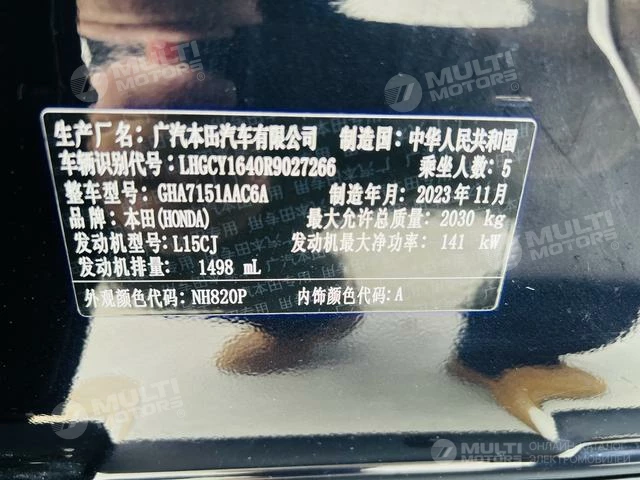 MULTI MOTORS
MULTI MOTORS
生产厂名：广汽本田汽车有限公司 制造国：中华人民共和国
车辆识别代号：LHGCY1640R9027266 乘坐人数：5
整车型号：GHA7151AAC6A 制造年月：2023年11月
品牌：本田(HONDA) 最大允许总质量：2030 kg
发动机型号：L15CJ 发动机最大净功率：141 kW
发动机排量：1498 mL
外观颜色代码：NH820P 内饰颜色代码：A
MULTI MOTORS
MULTI MOTORS ОНЛАЙН-РЫНОК ЭЛЕКТРОМОБИЛЕЙ